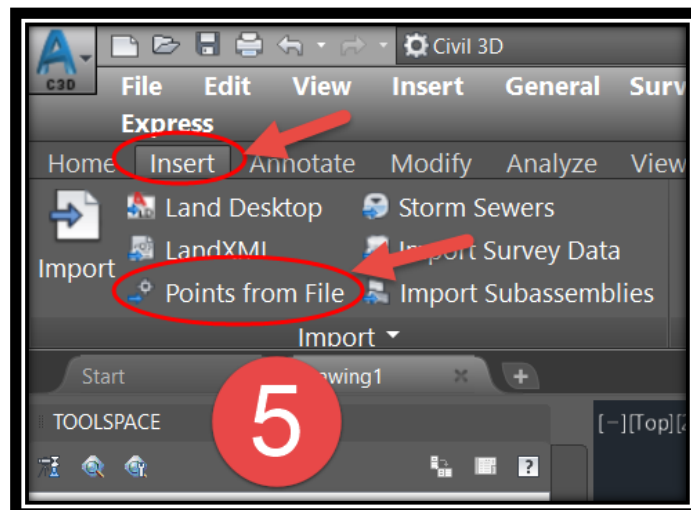 C3D Civil 3D
File Edit View Insert General Surv
Express
Home Insert Annotate Modify Analyze View
Land Desktop Storm Sewers
LandXML Import Survey Data
Import
Points from File Import Subassemblies
Import
Start Drawing1
5
TOOLSPACE
[−][Top][